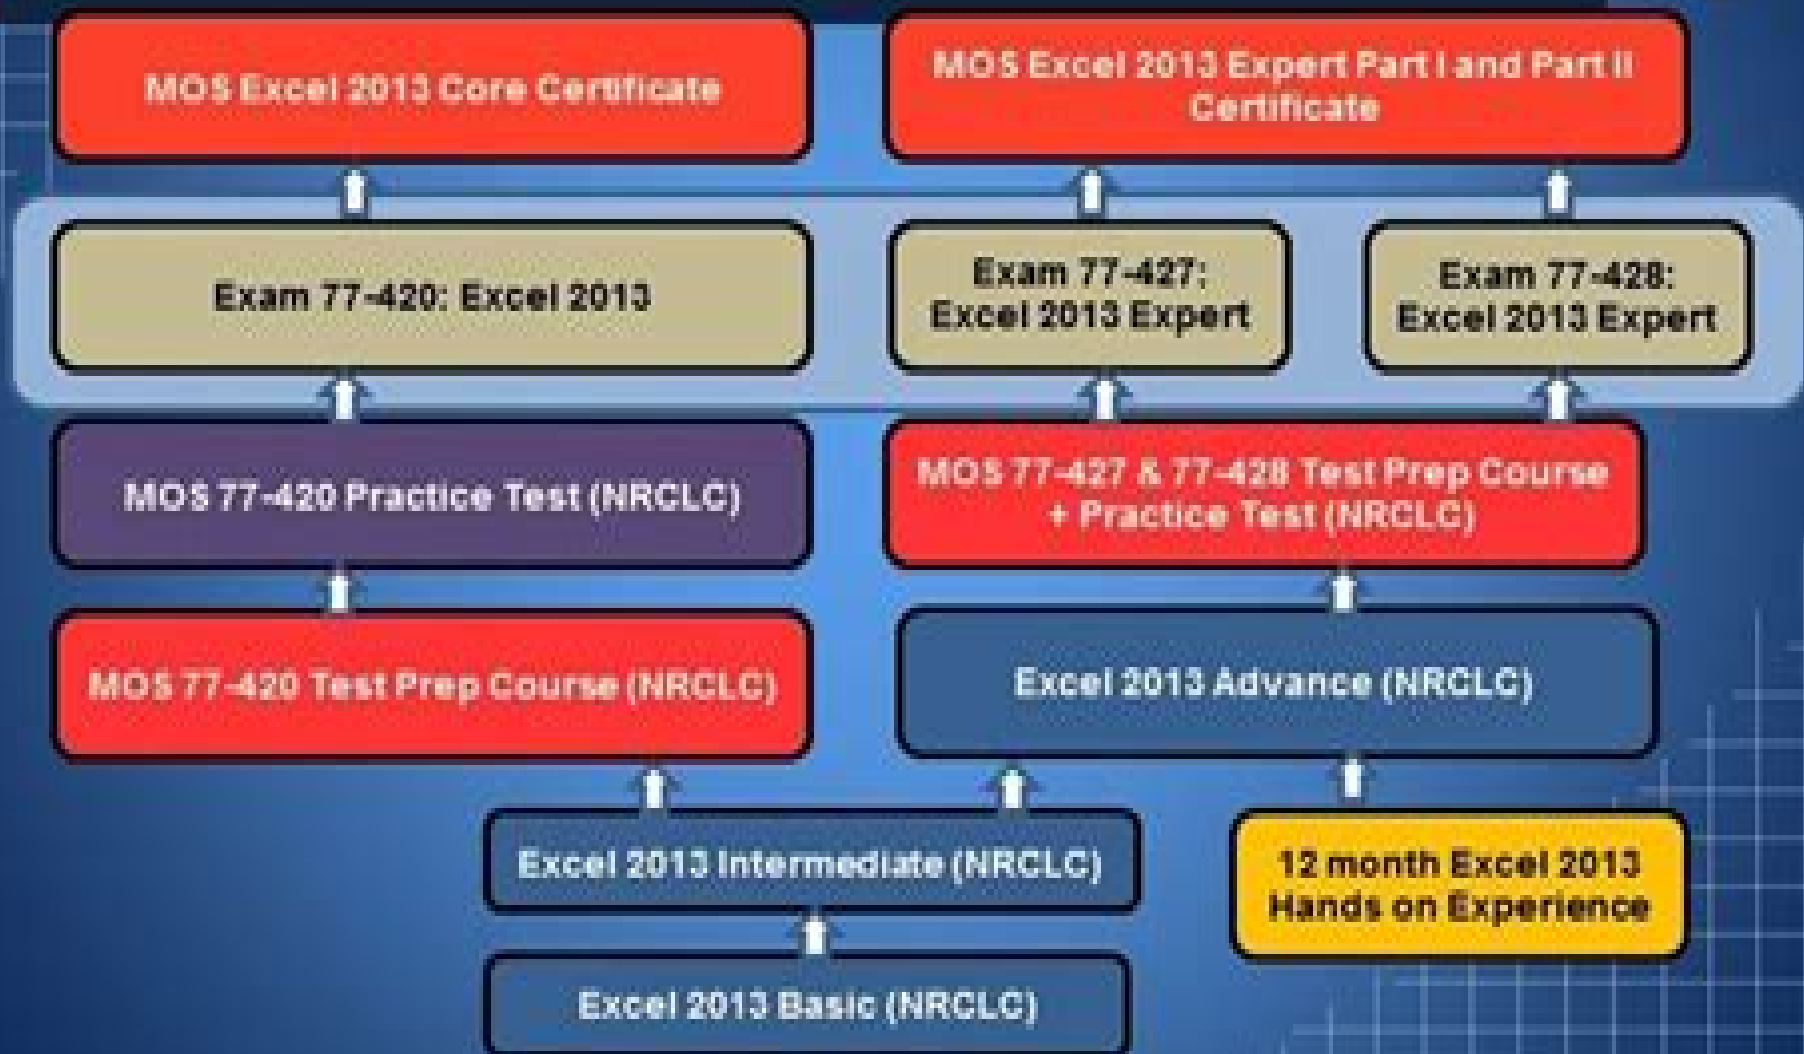 MOS Excel 2013 Core Certificate
MOS Excel 2013 Expert Part I and Part II
Certificate
Exam 77-420: Excel 2013
Exam 77-427:
Excel 2013 Expert
Exam 77-428:
Excel 2013 Expert
MOS 77-420 Practice Test (NRCLC)
MOS 77-427 & 77-428 Test Prep Course
+ Practice Test (NRCLC)
MOS 77-420 Test Prep Course (NRCLC)
Excel 2013 Advance (NRCLC)
Excel 2013 Intermediate (NRCLC)
12 month Excel 2013
Hands on Experience
Excel 2013 Basic (NRCLC)